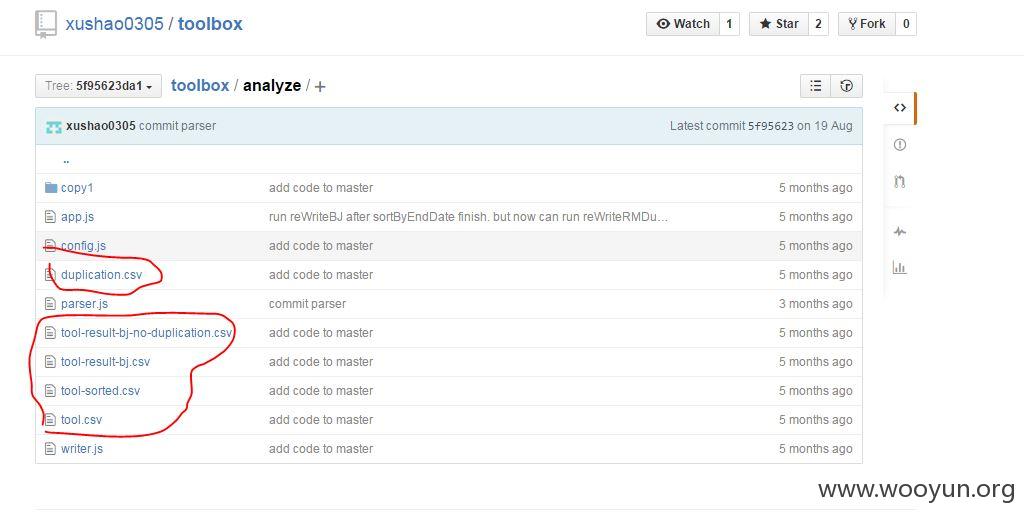 xushao0305 / toolbox
Watch 1 Star 2 Fork 0
Tree: 5f95623da1 toolbox / analyze / +
xushao0305 commit parser Latest commit 5f95623 on 19 Aug
..
copy1 add code to master 5 months ago
app.js run reWriteBJ after sortByEndDate finish. but now can run reWriteRMDu... 5 months ago
config.js add code to master 5 months ago
duplication.csv add code to master 5 months ago
parser.js commit parser 3 months ago
tool-result-bj-no-duplication.csv add code to master 5 months ago
tool-result-bj.csv add code to master 5 months ago
tool-sorted.csv add code to master 5 months ago
tool.csv add code to master 5 months ago
writer.js add code to master 5 months ago
www.wooyun.org